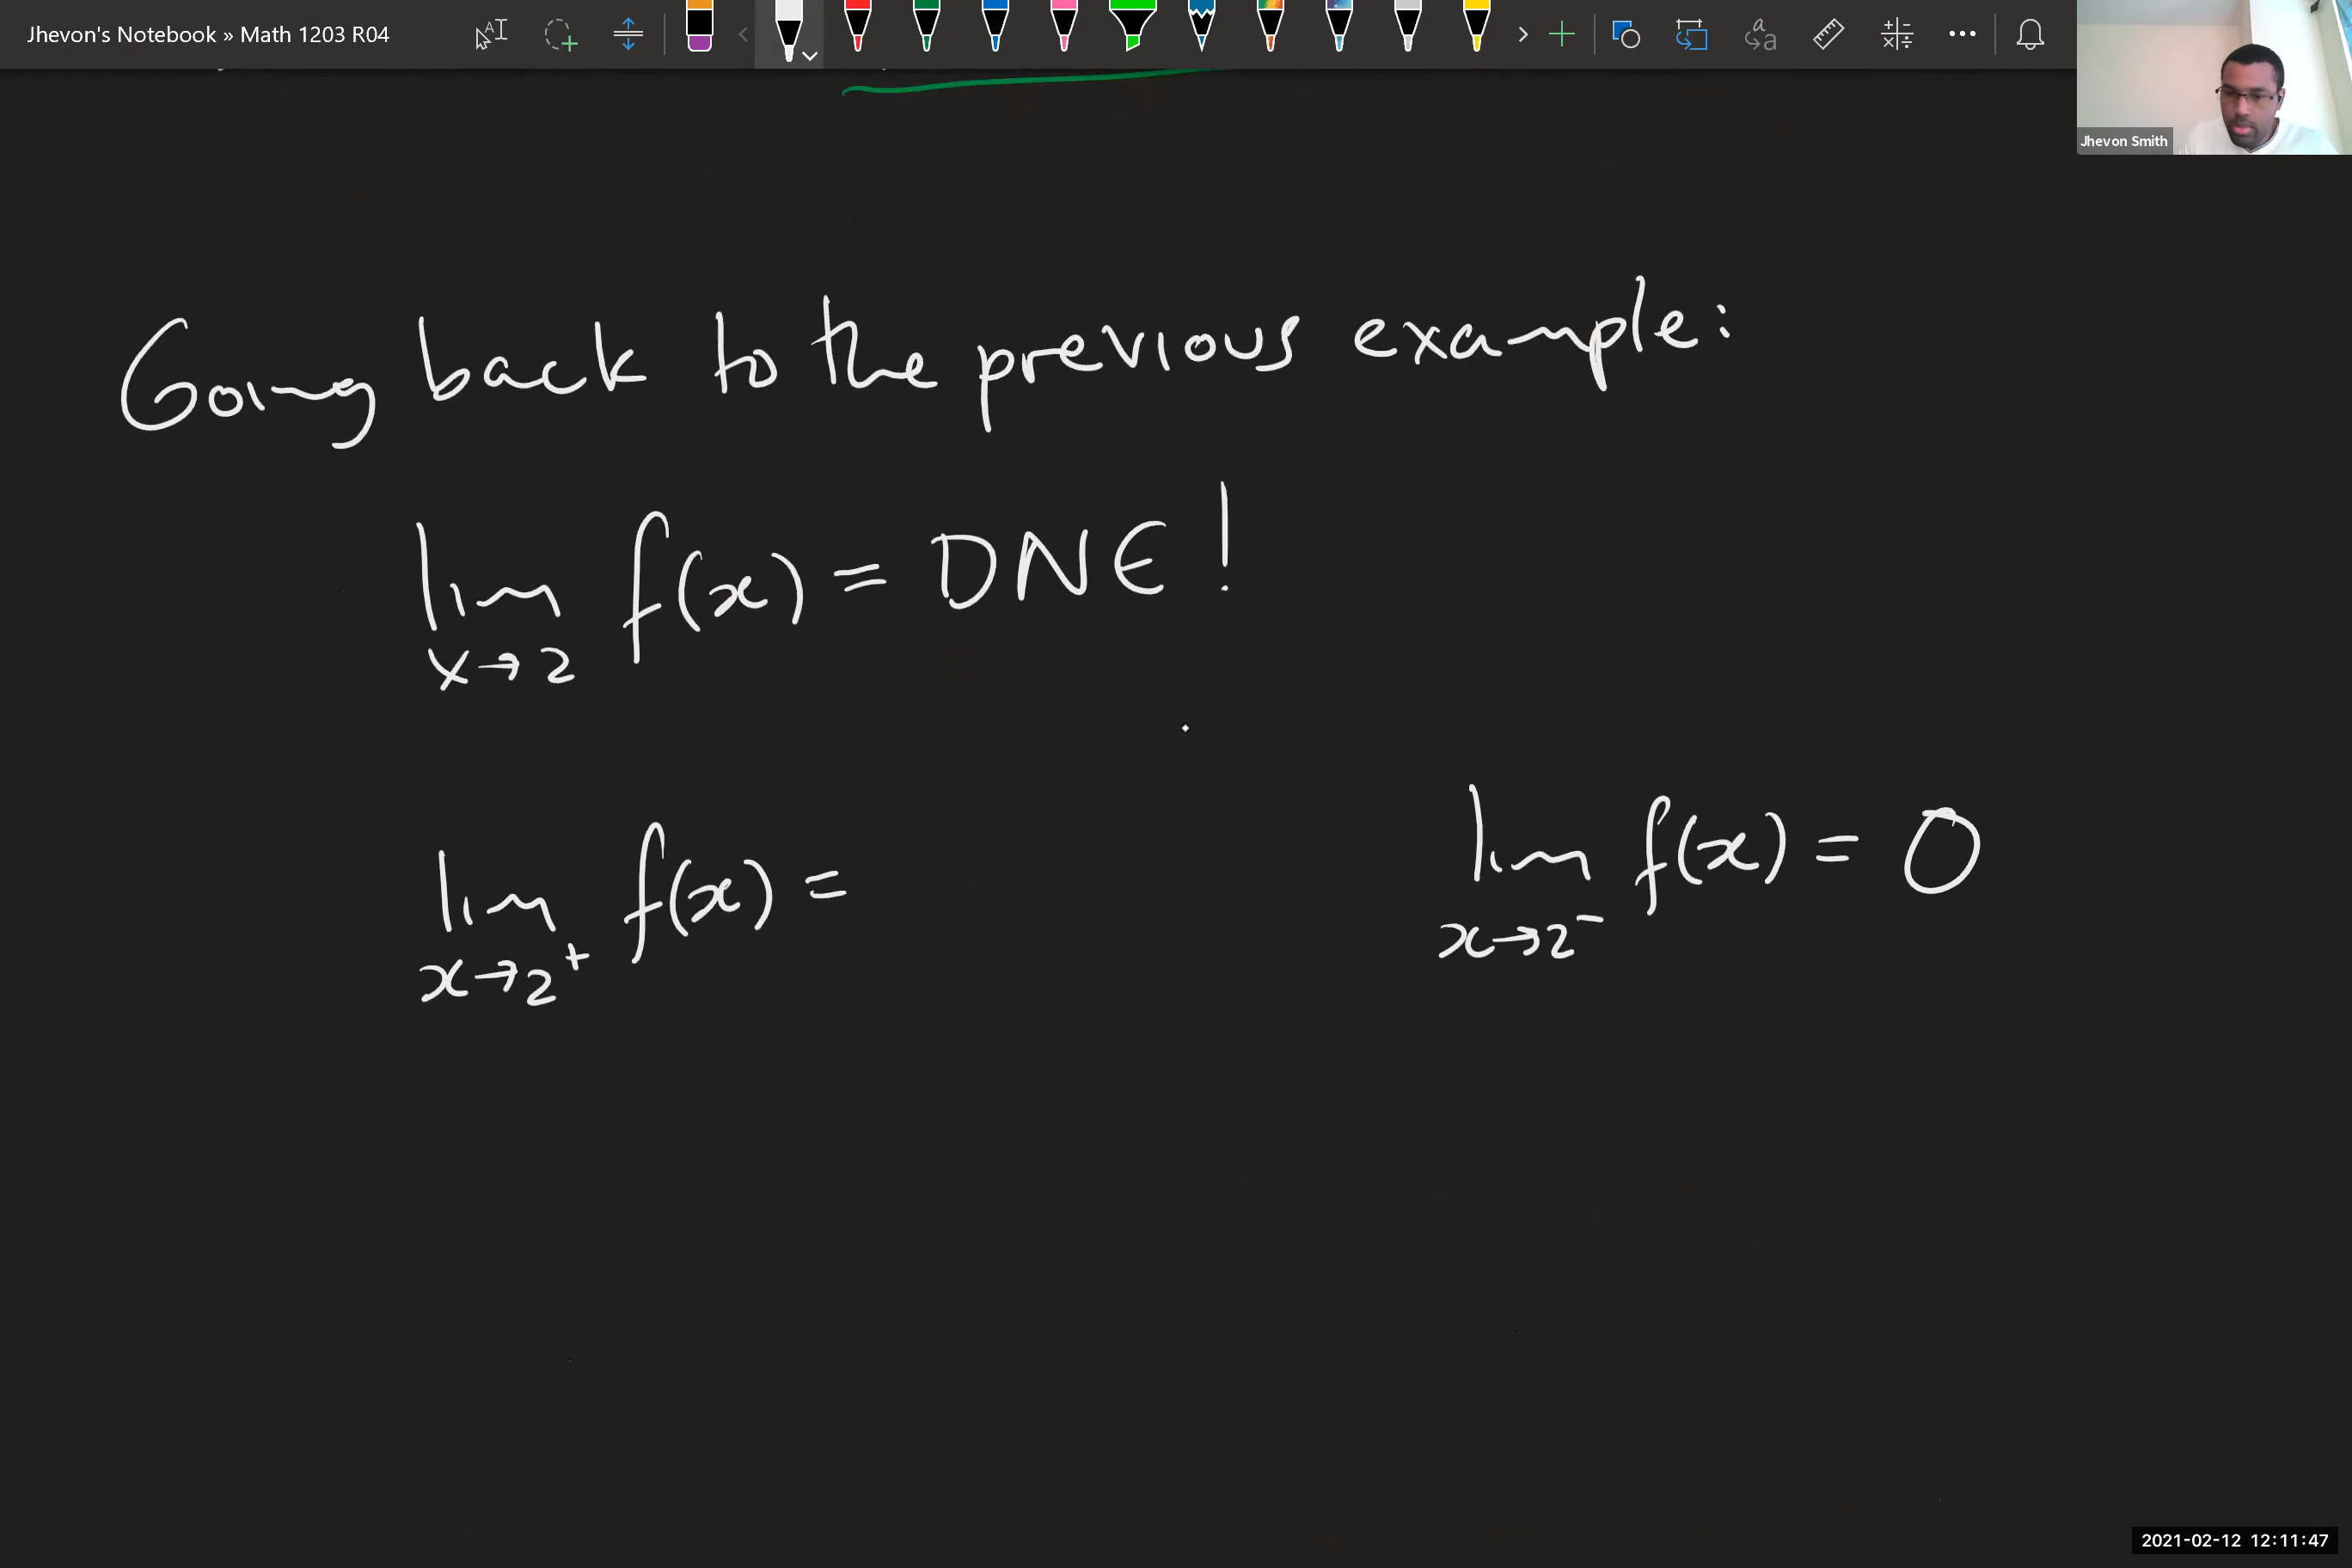 Jhevon's Notebook » Math 1203 R04
Jhevon Smith
Going back to the previous example:
lim f(x) = DNE!
x→2
lim f(x) =
x→2⁺
lim f(x) = 0
x→2⁻
2021-02-12 12:11:47